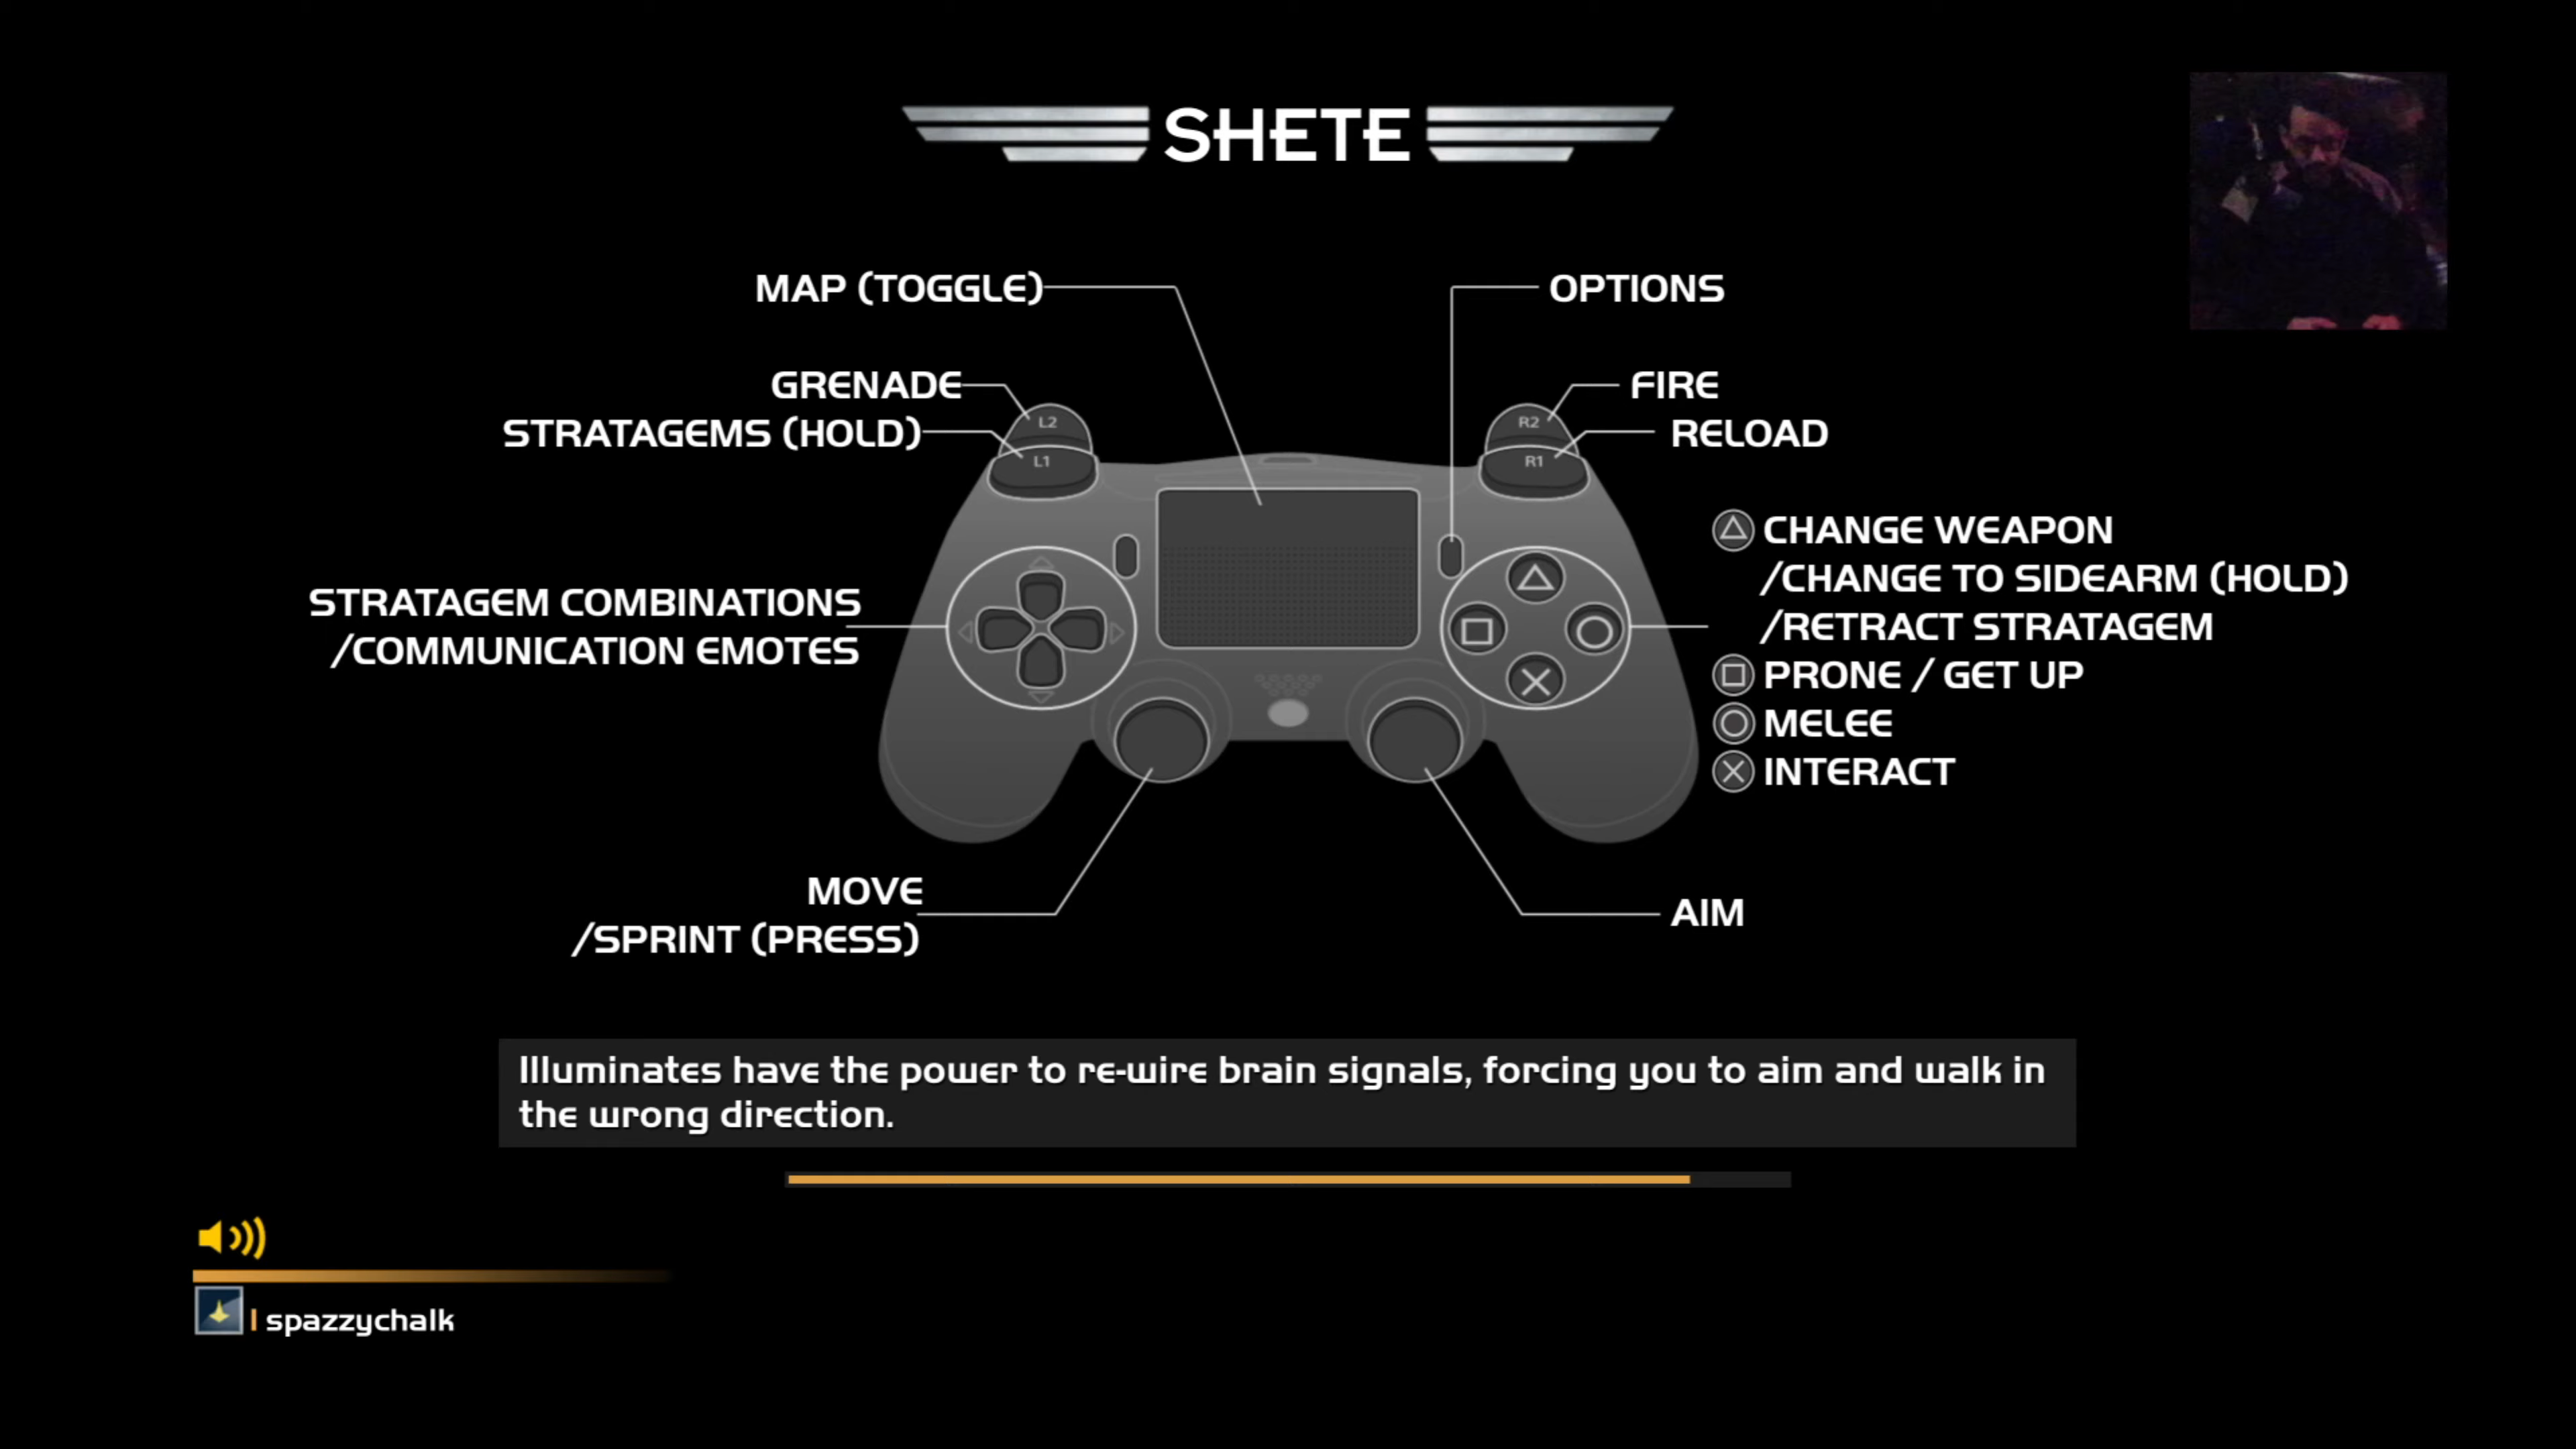 SHETE
MAP (TOGGLE)
OPTIONS
GRENADE
FIRE
STRATAGEMS (HOLD)
RELOAD
L2
R2
L1
R1
CHANGE WEAPON
/CHANGE TO SIDEARM (HOLD)
/RETRACT STRATAGEM
STRATAGEM COMBINATIONS
/COMMUNICATION EMOTES
PRONE / GET UP
MELEE
INTERACT
MOVE
/SPRINT (PRESS)
AIM
Illuminates have the power to re-wire brain signals, forcing you to aim and walk in
the wrong direction.
spazzychalk